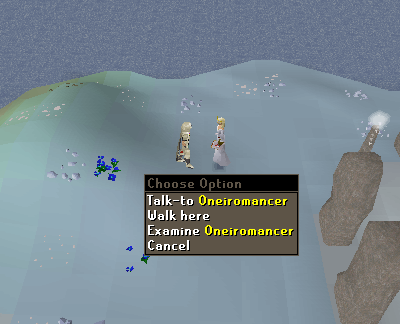 Choose Option
Talk-to Oneiromancer
Walk here
Examine Oneiromancer
Cancel